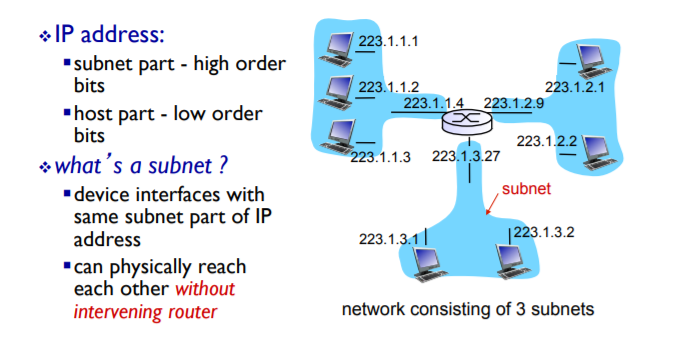 ❖IP address:
▪subnet part - high order
bits
▪host part - low order
bits
❖what's a subnet ?
▪device interfaces with
same subnet part of IP
address
▪can physically reach
each other without
intervening router
223.1.1.1
223.1.1.2
223.1.1.3
223.1.1.4
223.1.2.9
223.1.2.1
223.1.2.2
223.1.3.27
subnet
223.1.3.1
223.1.3.2
network consisting of 3 subnets